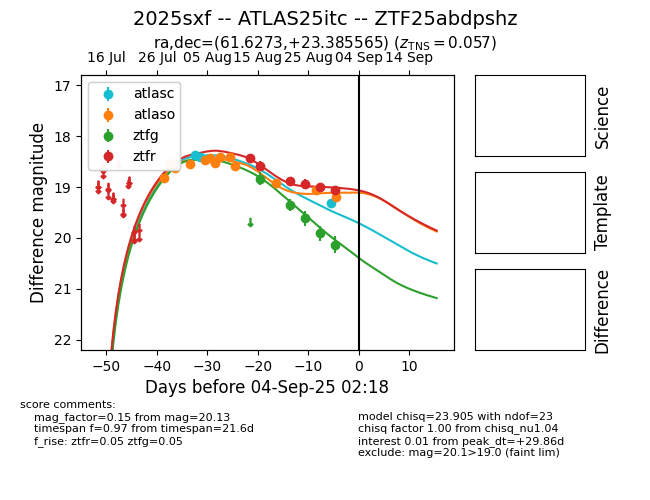 2025sxf -- ATLAS25itc -- ZTF25abdpshz
ra,dec=(61.6273,+23.385565) (z_TNS = 0.057)
16 Jul 26 Jul 05 Aug 15 Aug 25 Aug 04 Sep 14 Sep
atlasc
atlaso
ztfg
ztfr
17
18
19
20
21
22
Difference magnitude
−50 −40 −30 −20 −10 0 10
Days before 04-Sep-25 02:18
Science
Template
Difference
score comments:
mag_factor=0.15 from mag=20.13
timespan f=0.97 from timespan=21.6d
f_rise: ztfr=0.05 ztfg=0.05
model chisq=23.905 with ndof=23
chisq factor 1.00 from chisq_nu1.04
interest 0.01 from peak_dt=+29.86d
exclude: mag=20.1>19.0 (faint lim)